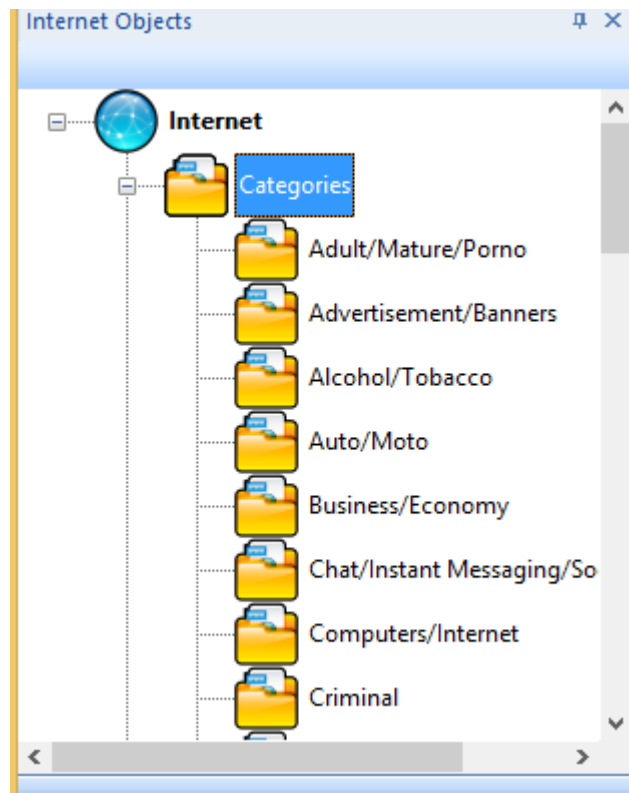 Internet Objects
Internet
Categories
Adult/Mature/Porno
Advertisement/Banners
Alcohol/Tobacco
Auto/Moto
Business/Economy
Chat/Instant Messaging/So
Computers/Internet
Criminal